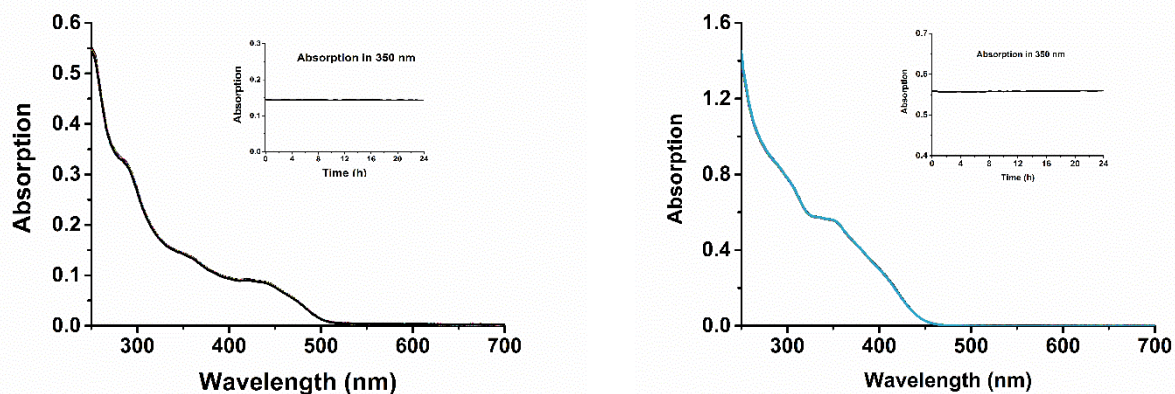 0.6
0.5
0.4
0.3
0.2
0.1
0.0
Absorption
300 400 500 600 700
Wavelength (nm)
0.3
0.2
0.1
0.0
Absorption
Absorption in 350 nm
0 4 8 12 16 20 24
Time (h)
1.6
1.2
0.8
0.4
0.0
Absorption
300 400 500 600 700
Wavelength (nm)
0.7
0.6
0.5
0.4
Absorption
Absorption in 350 nm
0 4 8 12 16 20 24
Time (h)